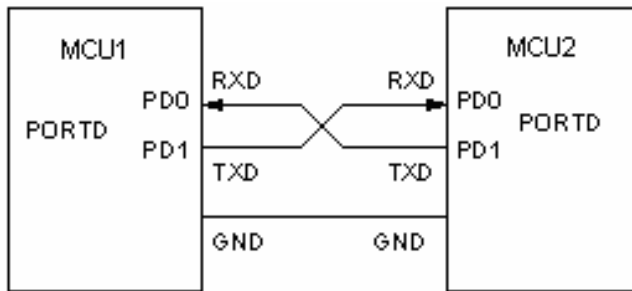 MCU1
MCU2
RXD
RXD
PD0
PD0
PORTD
PORTD
PD1
PD1
TXD
TXD
GND
GND